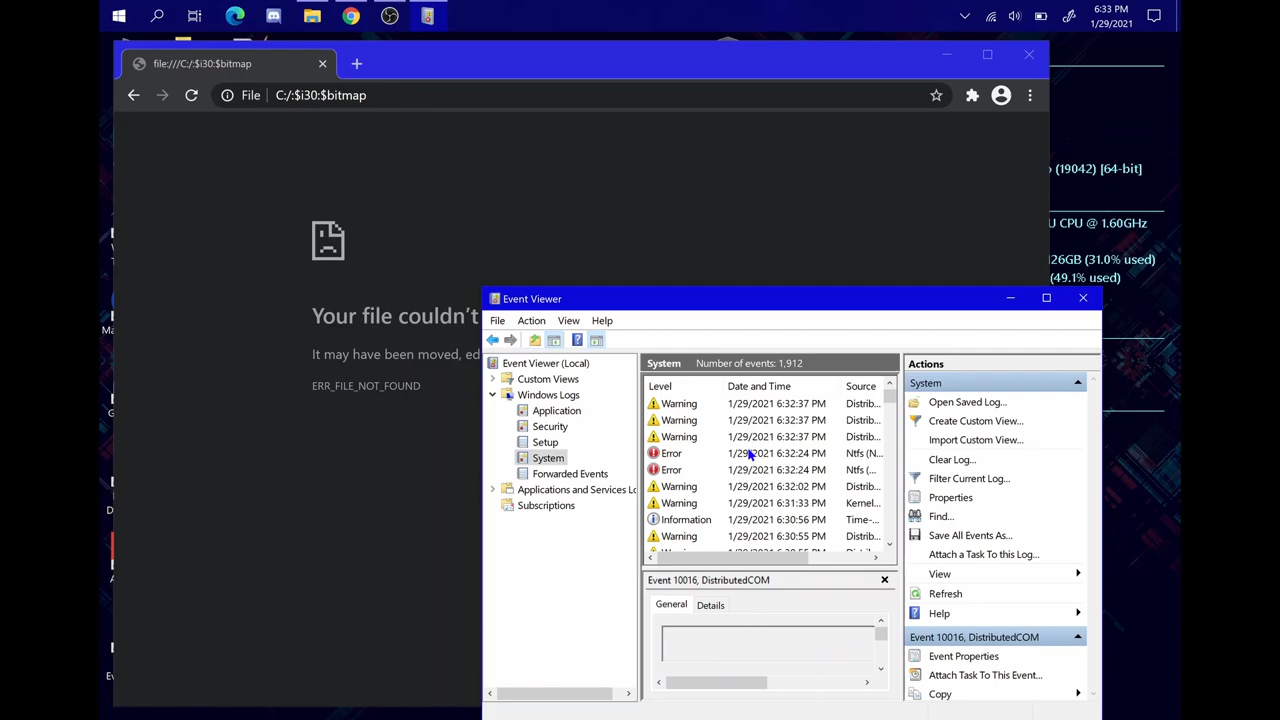 6:33 PM
1/29/2021
file:///C:/:$i30:$bitmap
File
C:/:$i30:$bitmap
(19042) [64-bit]
U CPU @ 1.60GHz
126GB (31.0% used)
(49.1% used)
Your file couldn't
It may have been moved, ed
ERR_FILE_NOT_FOUND
Event Viewer
File Action View Help
Event Viewer (Local)
Custom Views
Windows Logs
Application
Security
Setup
System
Forwarded Events
Applications and Services Lo
Subscriptions
System Number of events: 1,912
Level Date and Time Source
Warning 1/29/2021 6:32:37 PM Distrib...
Warning 1/29/2021 6:32:37 PM Distrib...
Warning 1/29/2021 6:32:37 PM Distrib...
Error 1/29/2021 6:32:24 PM Ntfs (N...
Error 1/29/2021 6:32:24 PM Ntfs (...
Warning 1/29/2021 6:32:02 PM Distrib...
Warning 1/29/2021 6:31:33 PM Kernel...
Information 1/29/2021 6:30:56 PM Time-...
Warning 1/29/2021 6:30:55 PM Distrib...
Event 10016, DistributedCOM
General Details
Actions
System
Open Saved Log...
Create Custom View...
Import Custom View...
Clear Log...
Filter Current Log...
Properties
Find...
Save All Events As...
Attach a Task To this Log...
View
Refresh
Help
Event 10016, DistributedCOM
Event Properties
Attach Task To This Event...
Copy